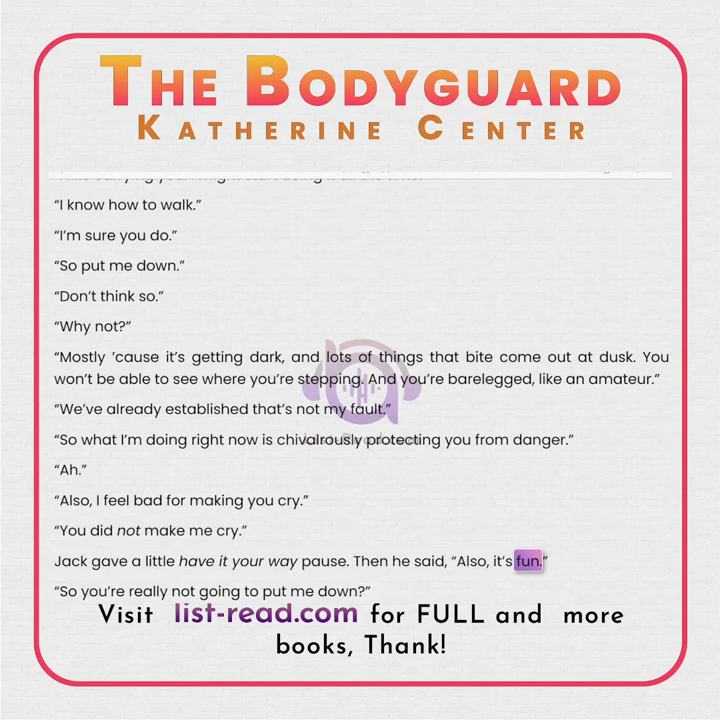 THE BODYGUARD
KATHERINE CENTER
“I know how to walk.”
“I’m sure you do.”
“So put me down.”
“Don’t think so.”
“Why not?”
“Mostly ’cause it’s getting dark, and lots of things that bite come out at dusk. You
won’t be able to see where you’re stepping. And you’re barelegged, like an amateur.”
“We’ve already established that’s not my fault.”
“So what I’m doing right now is chivalrously protecting you from danger.”
“Ah.”
“Also, I feel bad for making you cry.”
“You did not make me cry.”
Jack gave a little have it your way pause. Then he said, “Also, it’s fun.”
“So you’re really not going to put me down?”
Visit list-read.com for FULL and more
books, Thank!